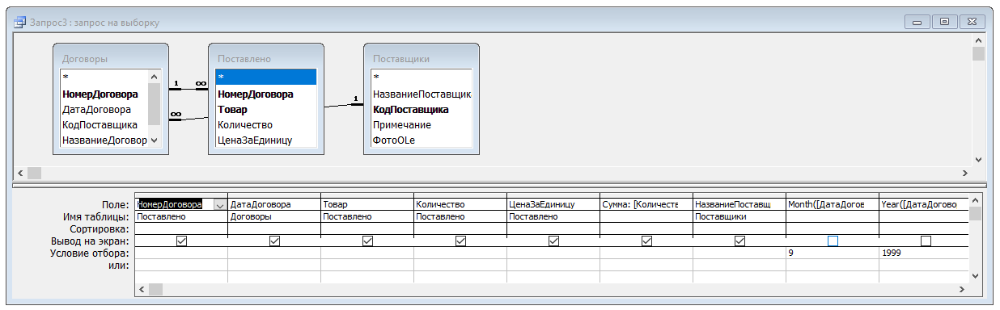 Запрос3 : запрос на выборку
Договоры
*
НомерДоговора
ДатаДоговора
КодПоставщика
НазваниеДоговор
1
∞
∞
Поставлено
*
НомерДоговора
Товар
Количество
ЦенаЗаЕдиницу
1
Поставщики
*
НазваниеПоставщика
КодПоставщика
Примечание
ФотоOLe
Поле: НомерДоговора ДатаДоговора Товар Количество ЦенаЗаЕдиницу Сумма: [Количеств НазваниеПоставщ Month([ДатаДогов Year([ДатаДогово
Имя таблицы: Поставлено Договоры Поставлено Поставлено Поставлено Поставщики
Сортировка:
Вывод на экран:
Условие отбора: 9 1999
или: